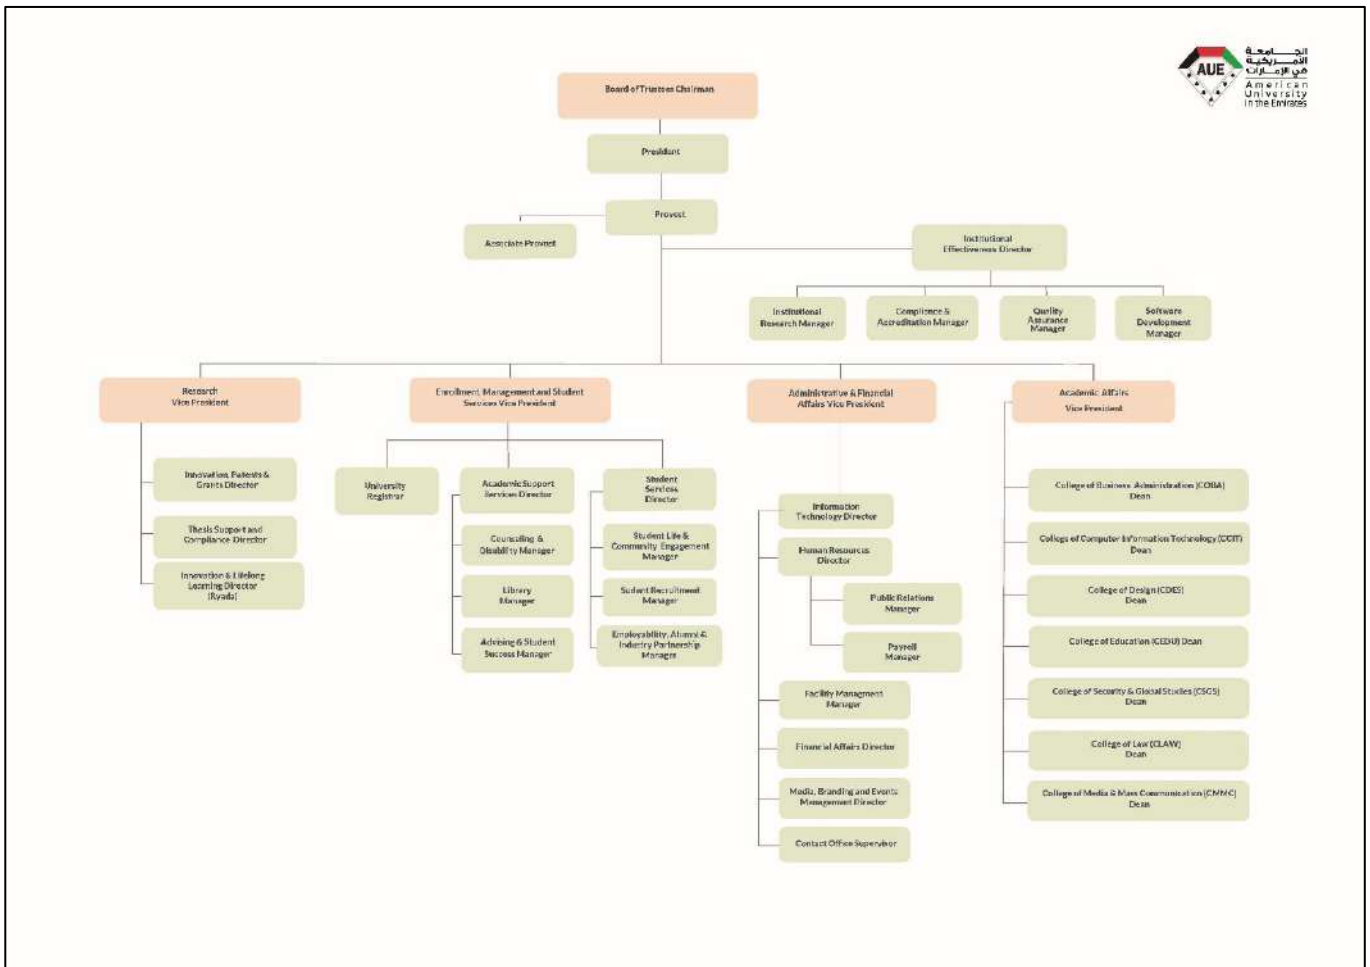 الجـــامعـة
الأمـــريكية
في الإمـارات
AUE
American
University
in the Emirates
Board of Trustees Chairman
President
Provost
Associate Provost
Institutional
Effectiveness Director
Institutional
Research Manager
Compliance &
Accreditation Manager
Quality
Assurance
Manager
Software
Development
Manager
Research
Vice President
Enrollment Management and Student
Services Vice President
Administrative & Financial
Affairs Vice President
Academic Affairs
Vice President
Innovation, Patents &
Grants Director
Thesis Support and
Compliance Director
Innovation & Lifelong
Learning Director
(Ryada)
University
Registrar
Academic Support
Services Director
Counseling &
Disability Manager
Library
Manager
Advising & Student
Success Manager
Student
Services
Director
Student Life &
Community Engagement
Manager
Sudent Recruitment
Manager
Employability, Alumni &
Industry Partnership
Manager
Information
Technology Director
Human Resources
Director
Public Relations
Manager
Payroll
Manager
Facility Managment
Manager
Financial Affairs Director
Media, Branding and Events
Management Director
Contact Office Supervisor
College of Business Administration (COBA)
Dean
College of Computer Information Technology (CCIT)
Dean
College of Design (CDES)
Dean
College of Education (CEDU) Dean
College of Security & Global Studies (CSGS)
Dean
College of Law (CLAW)
Dean
College of Media & Mass Communication (CMMC)
Dean